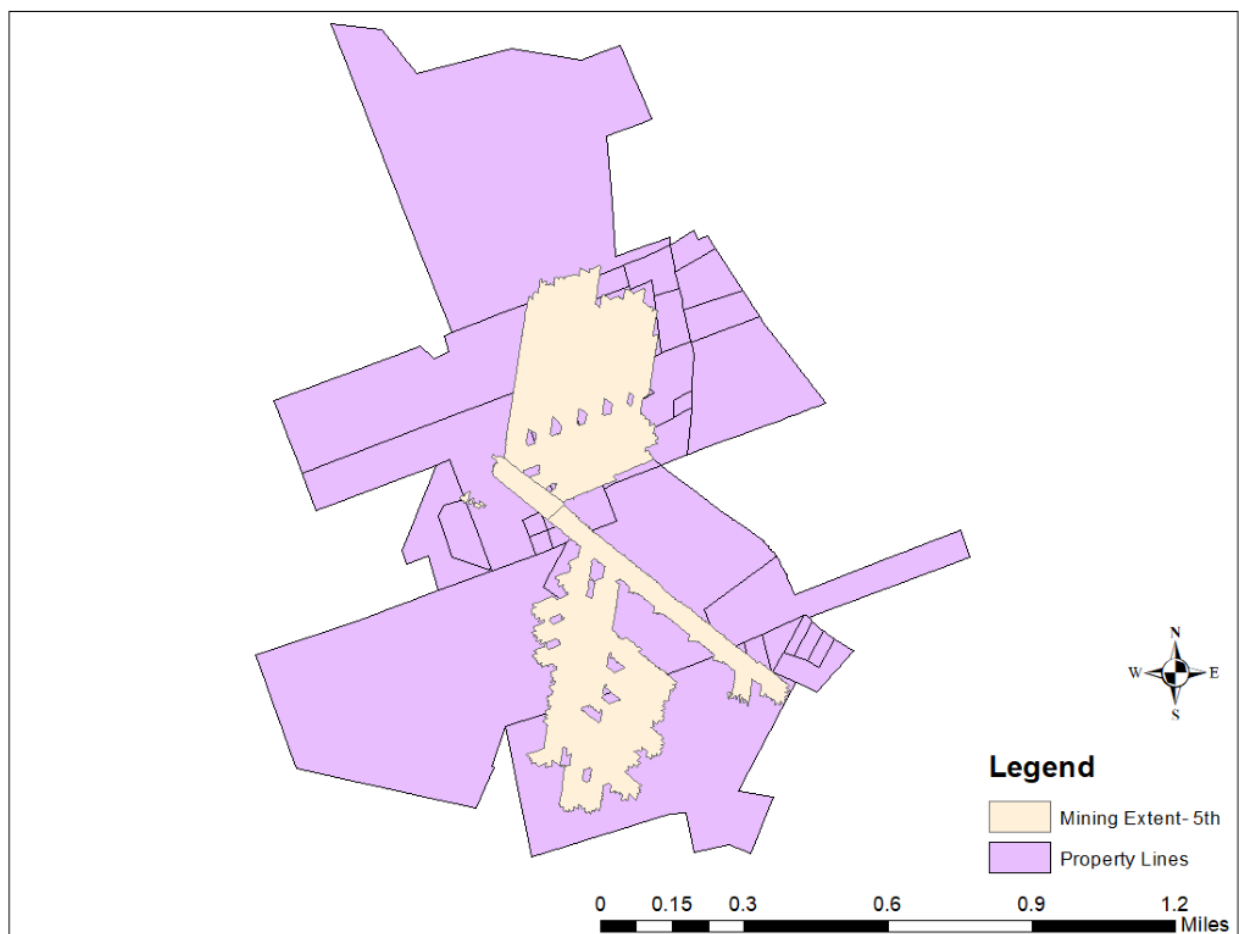 N
W E
S
Legend
Mining Extent- 5th
Property Lines
0 0.15 0.3 0.6 0.9 1.2
Miles